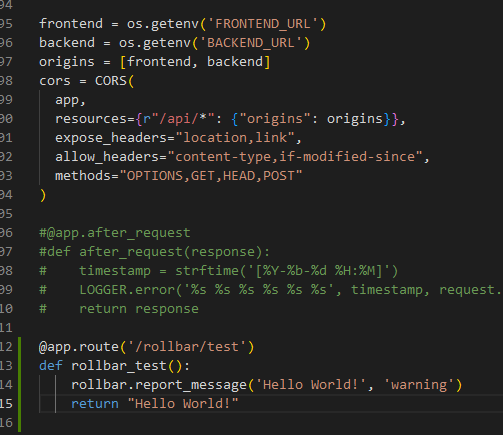 94
95 frontend = os.getenv('FRONTEND_URL')
96 backend = os.getenv('BACKEND_URL')
97 origins = [frontend, backend]
98 cors = CORS(
99   app,
00   resources={r"/api/*": {"origins": origins}},
01   expose_headers="location,link",
02   allow_headers="content-type,if-modified-since",
03   methods="OPTIONS,GET,HEAD,POST"
04 )
05
06 #@app.after_request
07 #def after_request(response):
08 #    timestamp = strftime('[%Y-%b-%d %H:%M]')
09 #    LOGGER.error('%s %s %s %s %s %s', timestamp, request.
10 #    return response
11
12 @app.route('/rollbar/test')
13 def rollbar_test():
14     rollbar.report_message('Hello World!', 'warning')
15     return "Hello World!"
16